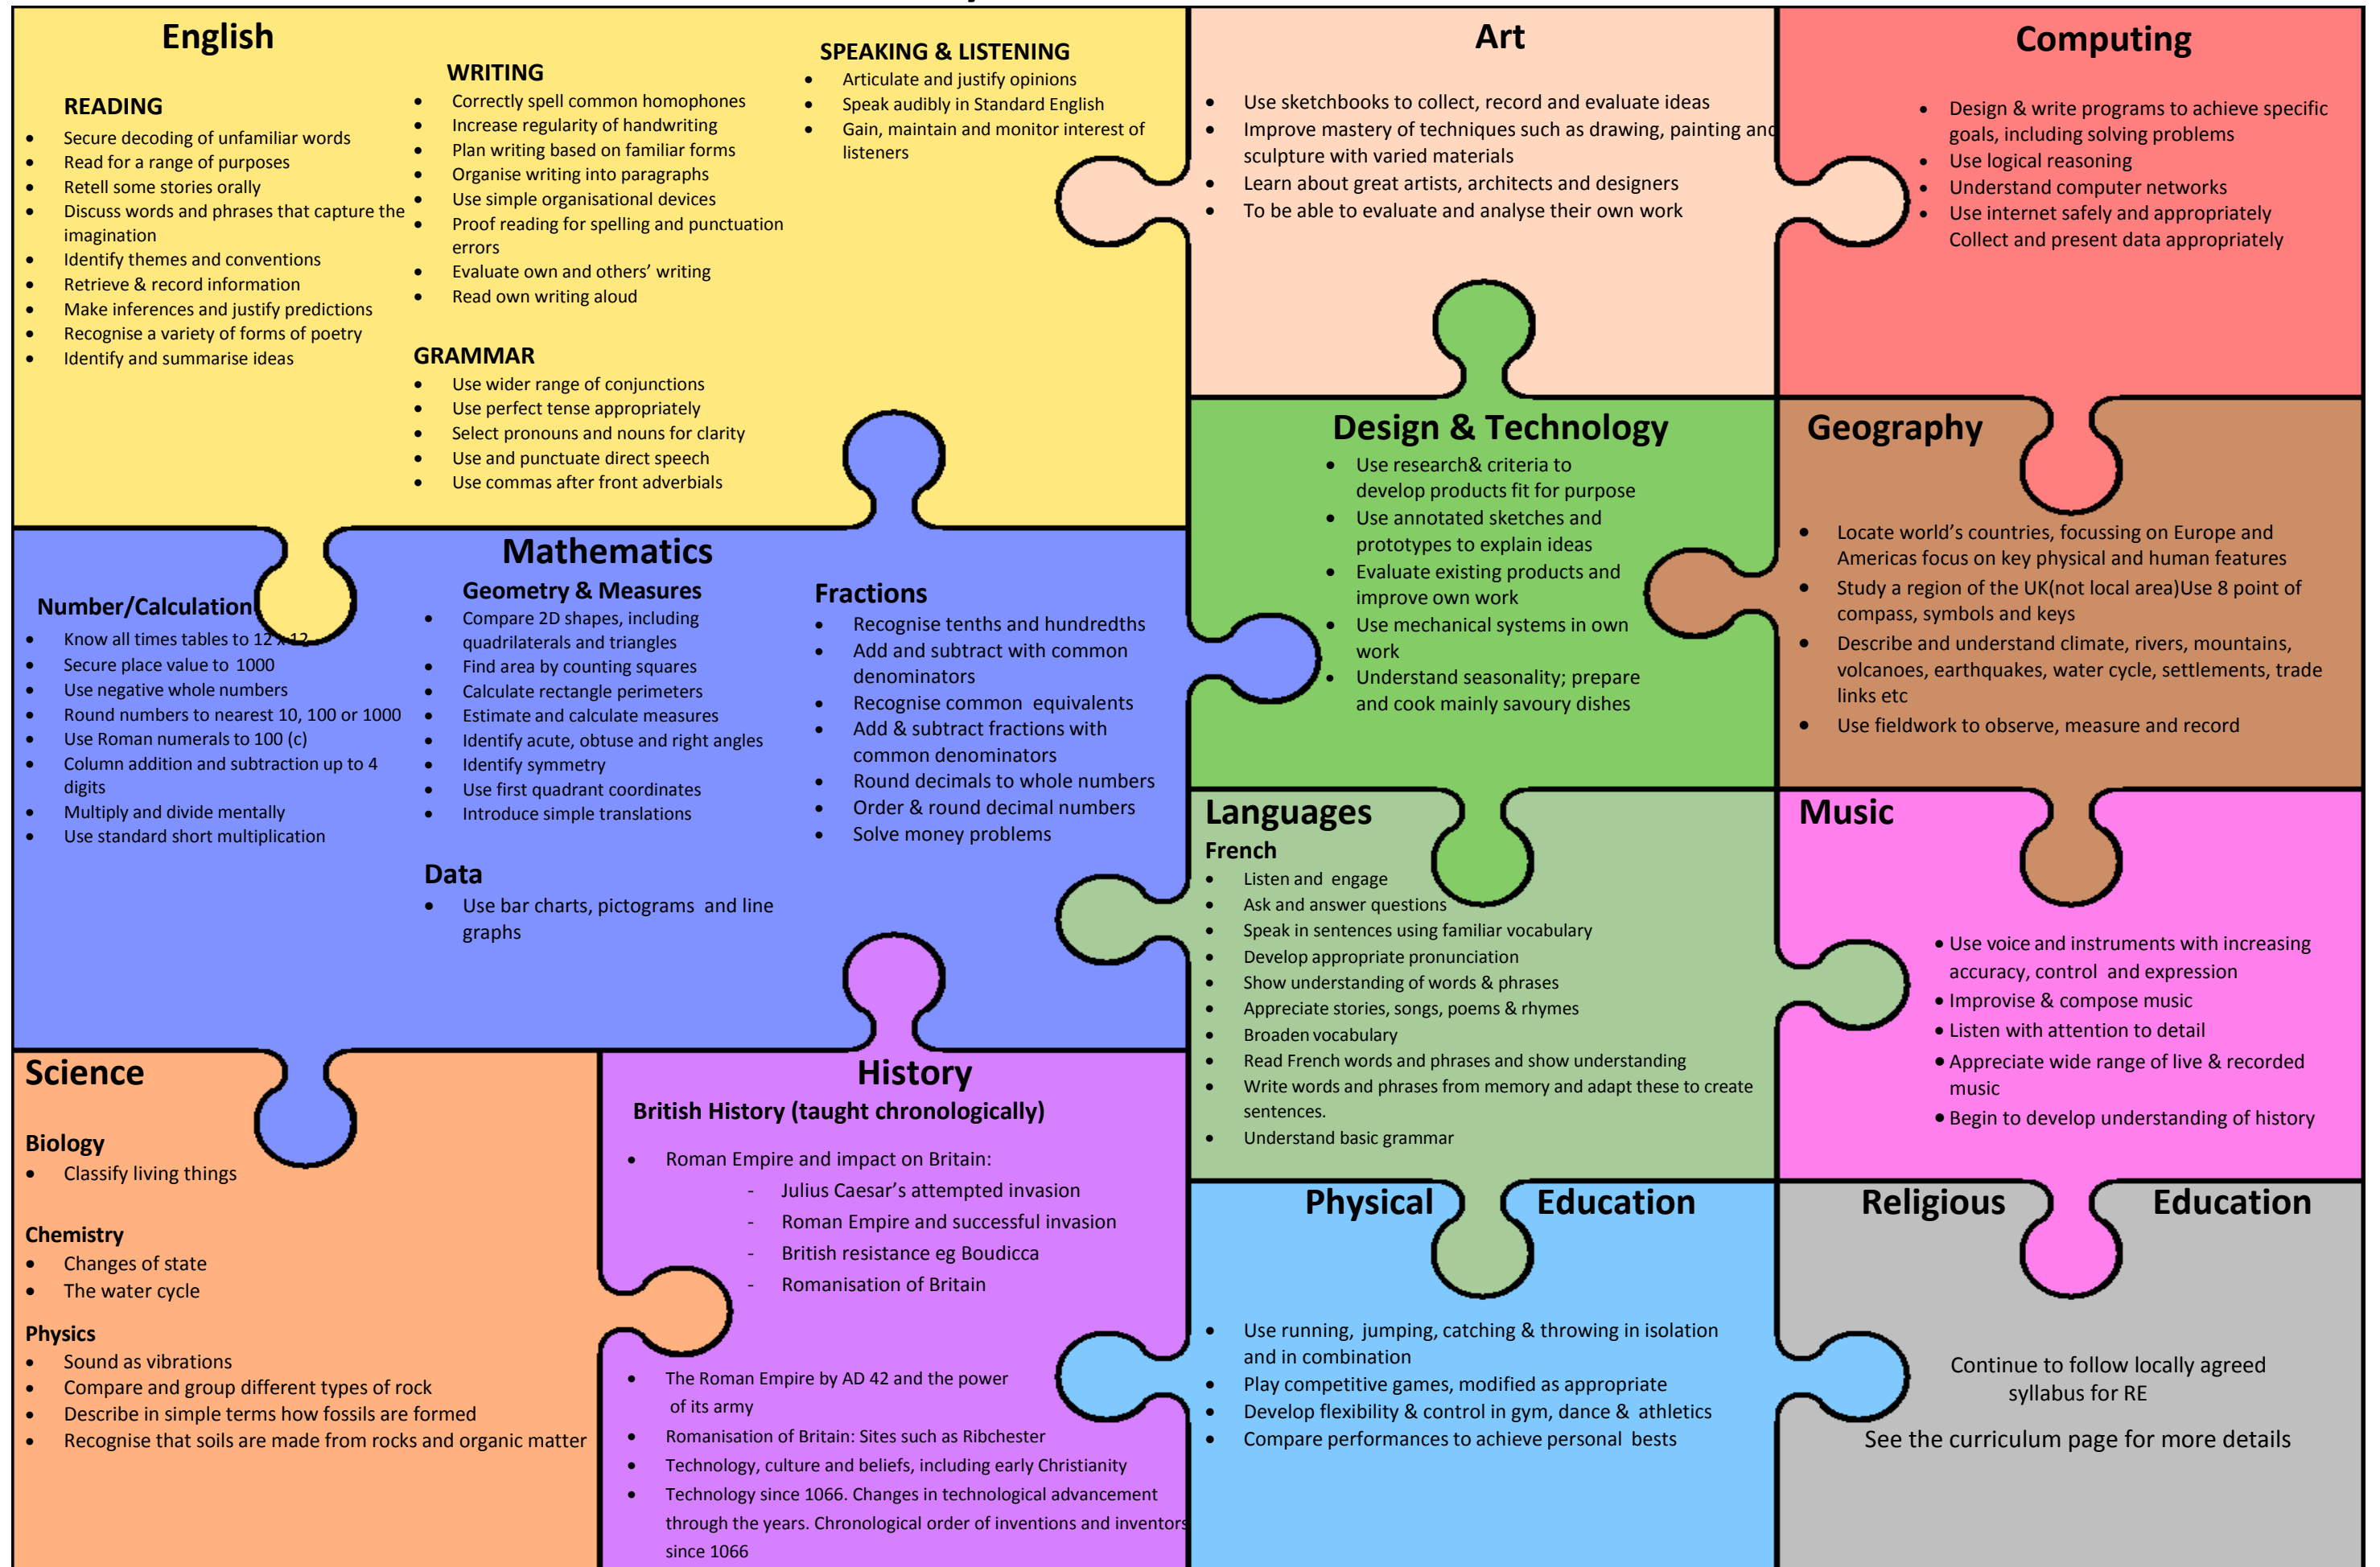 English
READING
• Secure decoding of unfamiliar words
• Read for a range of purposes
• Retell some stories orally
• Discuss words and phrases that capture the
imagination
• Identify themes and conventions
• Retrieve & record information
• Make inferences and justify predictions
• Recognise a variety of forms of poetry
• Identify and summarise ideas
WRITING
• Correctly spell common homophones
• Increase regularity of handwriting
• Plan writing based on familiar forms
• Organise writing into paragraphs
• Use simple organisational devices
• Proof reading for spelling and punctuation
errors
• Evaluate own and others’ writing
• Read own writing aloud
GRAMMAR
• Use wider range of conjunctions
• Use perfect tense appropriately
• Select pronouns and nouns for clarity
• Use and punctuate direct speech
• Use commas after front adverbials
SPEAKING & LISTENING
• Articulate and justify opinions
• Speak audibly in Standard English
• Gain, maintain and monitor interest of
listeners
Art
• Use sketchbooks to collect, record and evaluate ideas
• Improve mastery of techniques such as drawing, painting and
sculpture with varied materials
• Learn about great artists, architects and designers
• To be able to evaluate and analyse their own work
Computing
• Design & write programs to achieve specific
goals, including solving problems
• Use logical reasoning
• Understand computer networks
• Use internet safely and appropriately
Collect and present data appropriately
Mathematics
Number/Calculation
• Know all times tables to 12 x 12
• Secure place value to 1000
• Use negative whole numbers
• Round numbers to nearest 10, 100 or 1000
• Use Roman numerals to 100 (c)
• Column addition and subtraction up to 4
digits
• Multiply and divide mentally
• Use standard short multiplication
Geometry & Measures
• Compare 2D shapes, including
quadrilaterals and triangles
• Find area by counting squares
• Calculate rectangle perimeters
• Estimate and calculate measures
• Identify acute, obtuse and right angles
• Identify symmetry
• Use first quadrant coordinates
• Introduce simple translations
Data
• Use bar charts, pictograms and line
graphs
Fractions
• Recognise tenths and hundredths
• Add and subtract with common
denominators
• Recognise common equivalents
• Add & subtract fractions with
common denominators
• Round decimals to whole numbers
• Order & round decimal numbers
• Solve money problems
Design & Technology
• Use research& criteria to
develop products fit for purpose
• Use annotated sketches and
prototypes to explain ideas
• Evaluate existing products and
improve own work
• Use mechanical systems in own
work
• Understand seasonality; prepare
and cook mainly savoury dishes
Geography
• Locate world’s countries, focussing on Europe and
Americas focus on key physical and human features
• Study a region of the UK(not local area)Use 8 point of
compass, symbols and keys
• Describe and understand climate, rivers, mountains,
volcanoes, earthquakes, water cycle, settlements, trade
links etc
• Use fieldwork to observe, measure and record
Languages
French
• Listen and engage
• Ask and answer questions
• Speak in sentences using familiar vocabulary
• Develop appropriate pronunciation
• Show understanding of words & phrases
• Appreciate stories, songs, poems & rhymes
• Broaden vocabulary
• Read French words and phrases and show understanding
• Write words and phrases from memory and adapt these to create
sentences.
• Understand basic grammar
Music
• Use voice and instruments with increasing
accuracy, control and expression
• Improvise & compose music
• Listen with attention to detail
• Appreciate wide range of live & recorded
music
• Begin to develop understanding of history
Science
Biology
• Classify living things
Chemistry
• Changes of state
• The water cycle
Physics
• Sound as vibrations
• Compare and group different types of rock
• Describe in simple terms how fossils are formed
• Recognise that soils are made from rocks and organic matter
History
British History (taught chronologically)
• Roman Empire and impact on Britain:
- Julius Caesar’s attempted invasion
- Roman Empire and successful invasion
- British resistance eg Boudicca
- Romanisation of Britain
• The Roman Empire by AD 42 and the power
of its army
• Romanisation of Britain: Sites such as Ribchester
• Technology, culture and beliefs, including early Christianity
• Technology since 1066. Changes in technological advancement
through the years. Chronological order of inventions and inventors
since 1066
Physical Education
• Use running, jumping, catching & throwing in isolation
and in combination
• Play competitive games, modified as appropriate
• Develop flexibility & control in gym, dance & athletics
• Compare performances to achieve personal bests
Religious Education
Continue to follow locally agreed
syllabus for RE
See the curriculum page for more details